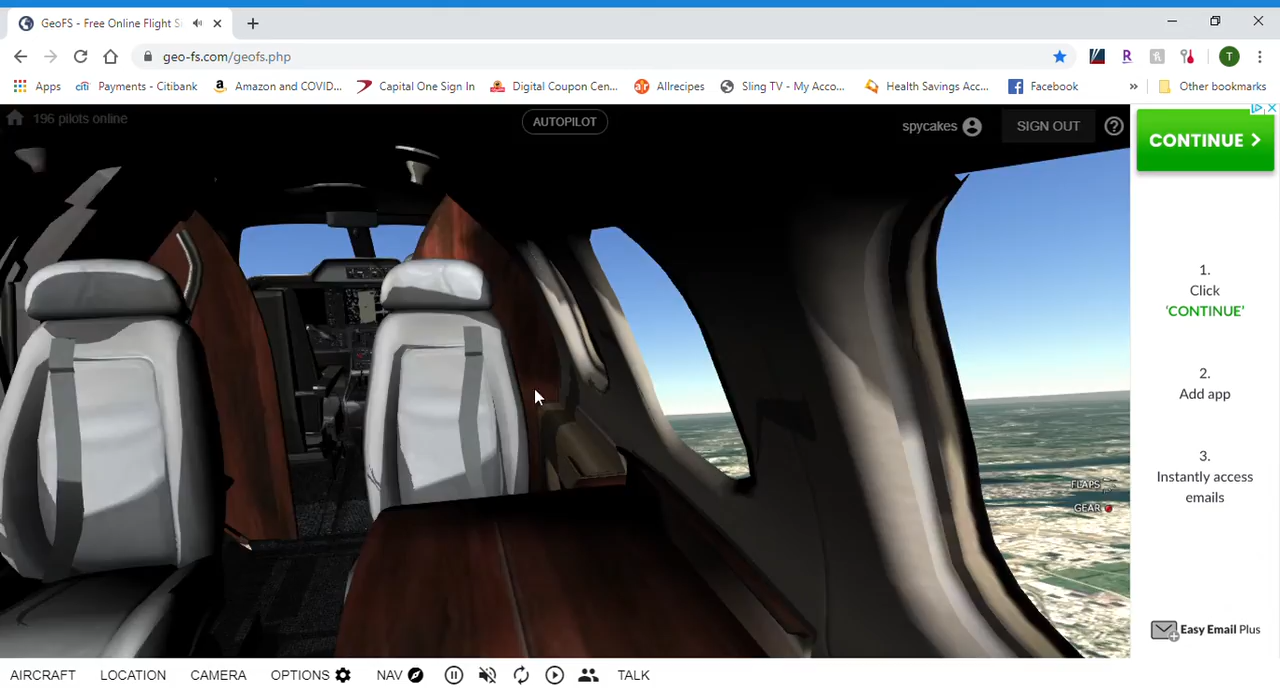 GeoFS - Free Online Flight S
geo-fs.com/geofs.php
T
Apps
citi Payments - Citibank
Amazon and COVID...
Capital One Sign In
Digital Coupon Cen...
Allrecipes
Sling TV - My Acco...
Health Savings Acc...
Facebook
Other bookmarks
196 pilots online
AUTOPILOT
spycakes
SIGN OUT
CONTINUE
1.
Click
'CONTINUE'
2.
Add app
3.
Instantly access
emails
FLAPS
GEAR
Easy Email Plus
AIRCRAFT
LOCATION
CAMERA
OPTIONS
NAV
TALK